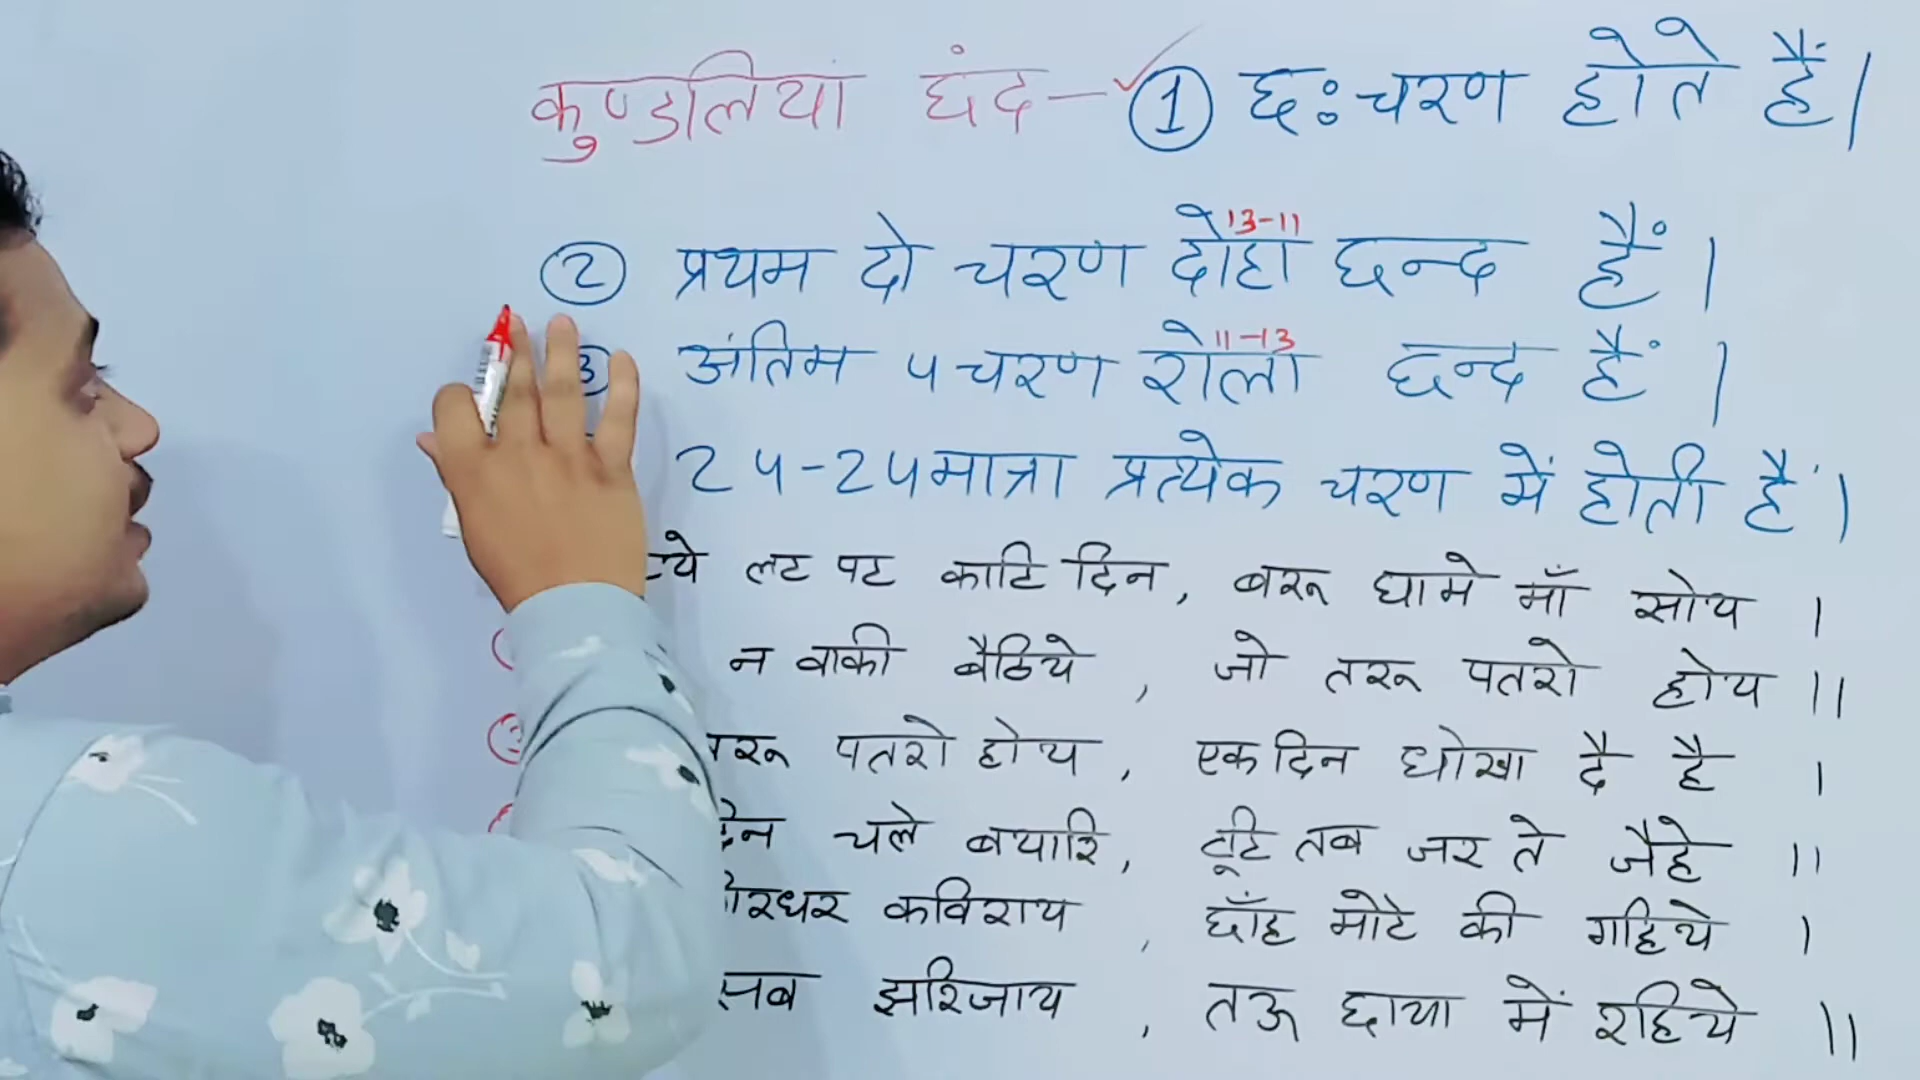 कुण्डलियां छंद – ✓ ① छः चरण होते हैं।
② प्रथम दो चरण दोहा 13-11 छन्द हैं।
③ अंतिम 4 चरण रोला 11-13 छन्द हैं।
24-24 मात्रा प्रत्येक चरण में होती हैं।
लट पट काटि दिन, बरू घामे माँ सोय ।
न वाकी बैठिये , जो तरू पतरो होय ।।
तरू पतरो होय , एक दिन धोखा दै है ।
चले बयारि, टूटि तब जर ते जैहे ।।
कविराय , छाँह मोटे की गहिये ।
सब झरिजाय , तऊ छाया में रहिये ।।